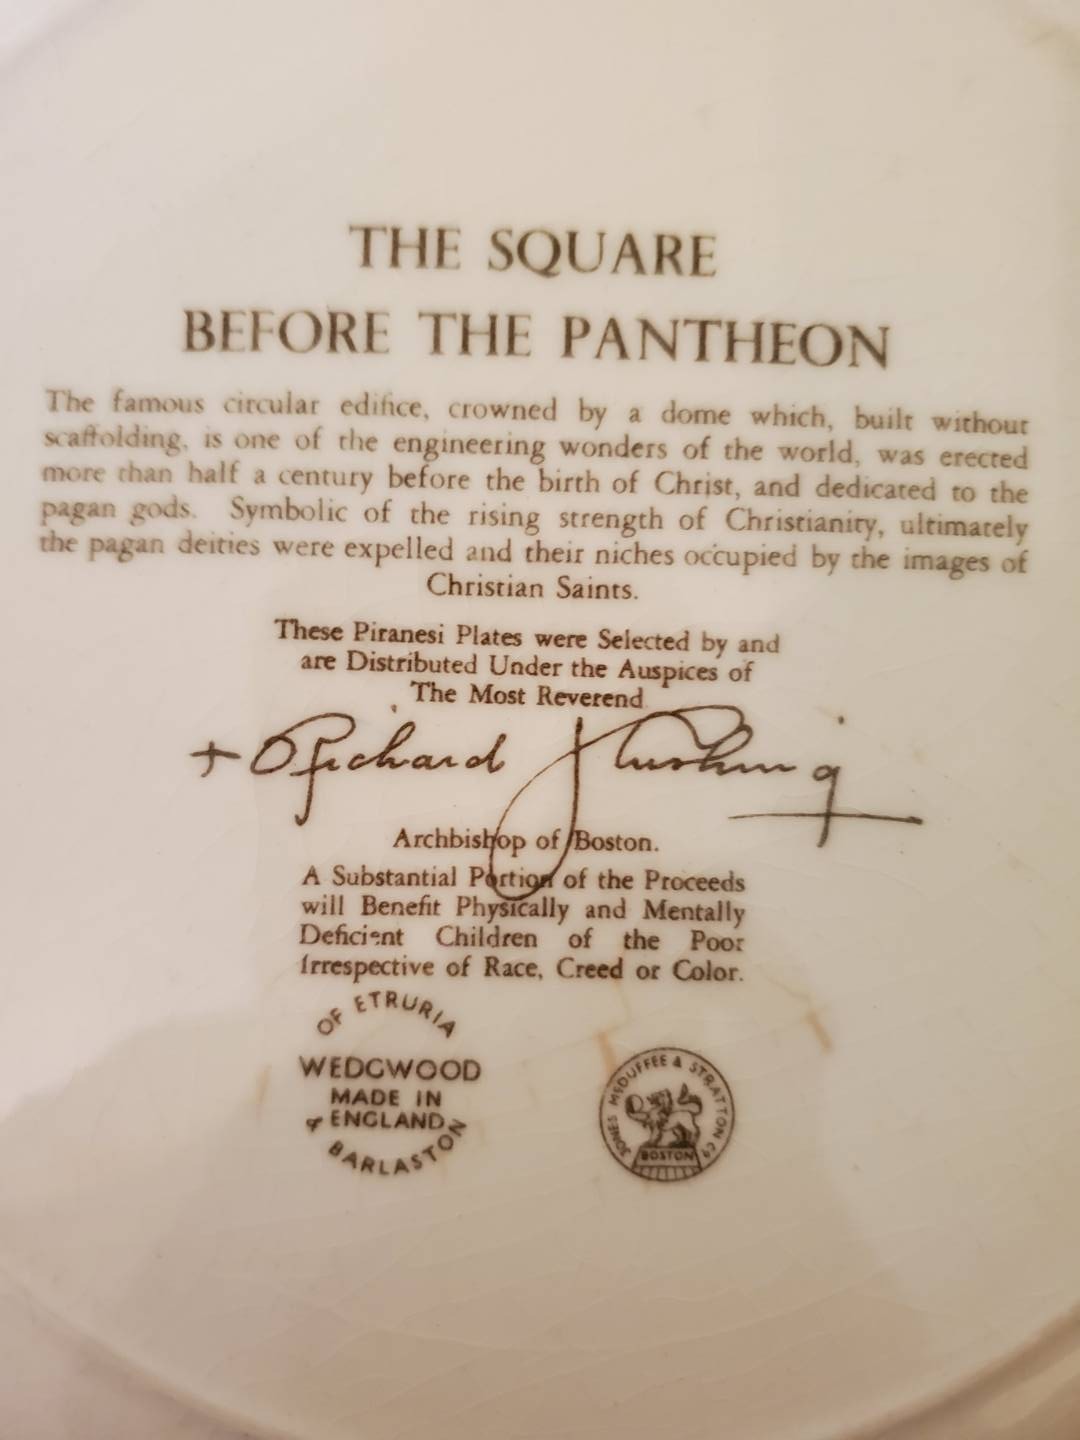 THE SQUARE
BEFORE THE PANTHEON
The famous circular edifice, crowned by a dome which, built without
scaffolding, is one of the engineering wonders of the world, was erected
more than half a century before the birth of Christ, and dedicated to the
pagan gods. Symbolic of the rising strength of Christianity, ultimately
the pagan deities were expelled and their niches occupied by the images of
Christian Saints.
These Piranesi Plates were Selected by and
are Distributed Under the Auspices of
The Most Reverend
+ Richard J Cushing
Archbishop of Boston.
A Substantial Portion of the Proceeds
will Benefit Physically and Mentally
Deficient Children of the Poor
Irrespective of Race, Creed or Color.
OF ETRURIA
WEDGWOOD
MADE IN
ENGLAND
& BARLASTON
JONES McDUFFEE & STRATTON Co
BOSTON